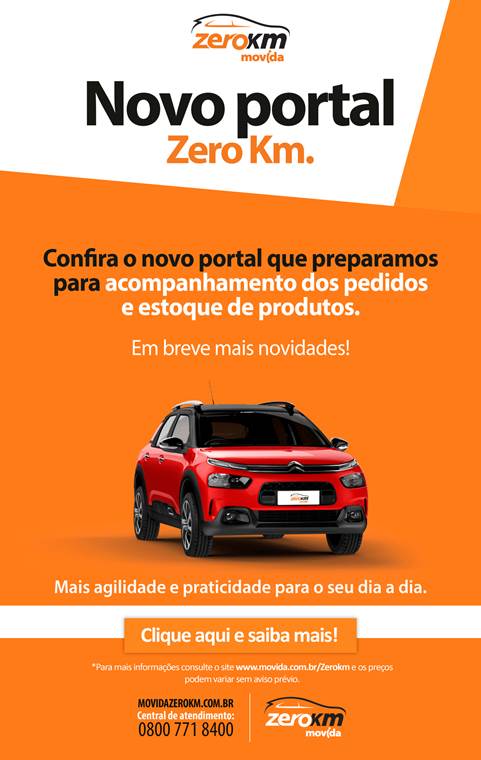 zerokm
movida
Novo portal
Zero Km.
Confira o novo portal que preparamos
para acompanhamento dos pedidos
e estoque de produtos.
Em breve mais novidades!
zerokm
Mais agilidade e praticidade para o seu dia a dia.
Clique aqui e saiba mais!
*Para mais informações consulte o site www.movida.com.br/Zerokm e os preços
podem variar sem aviso prévio.
MOVIDAZEROKM.COM.BR
Central de atendimento:
0800 771 8400
zerokm
movida